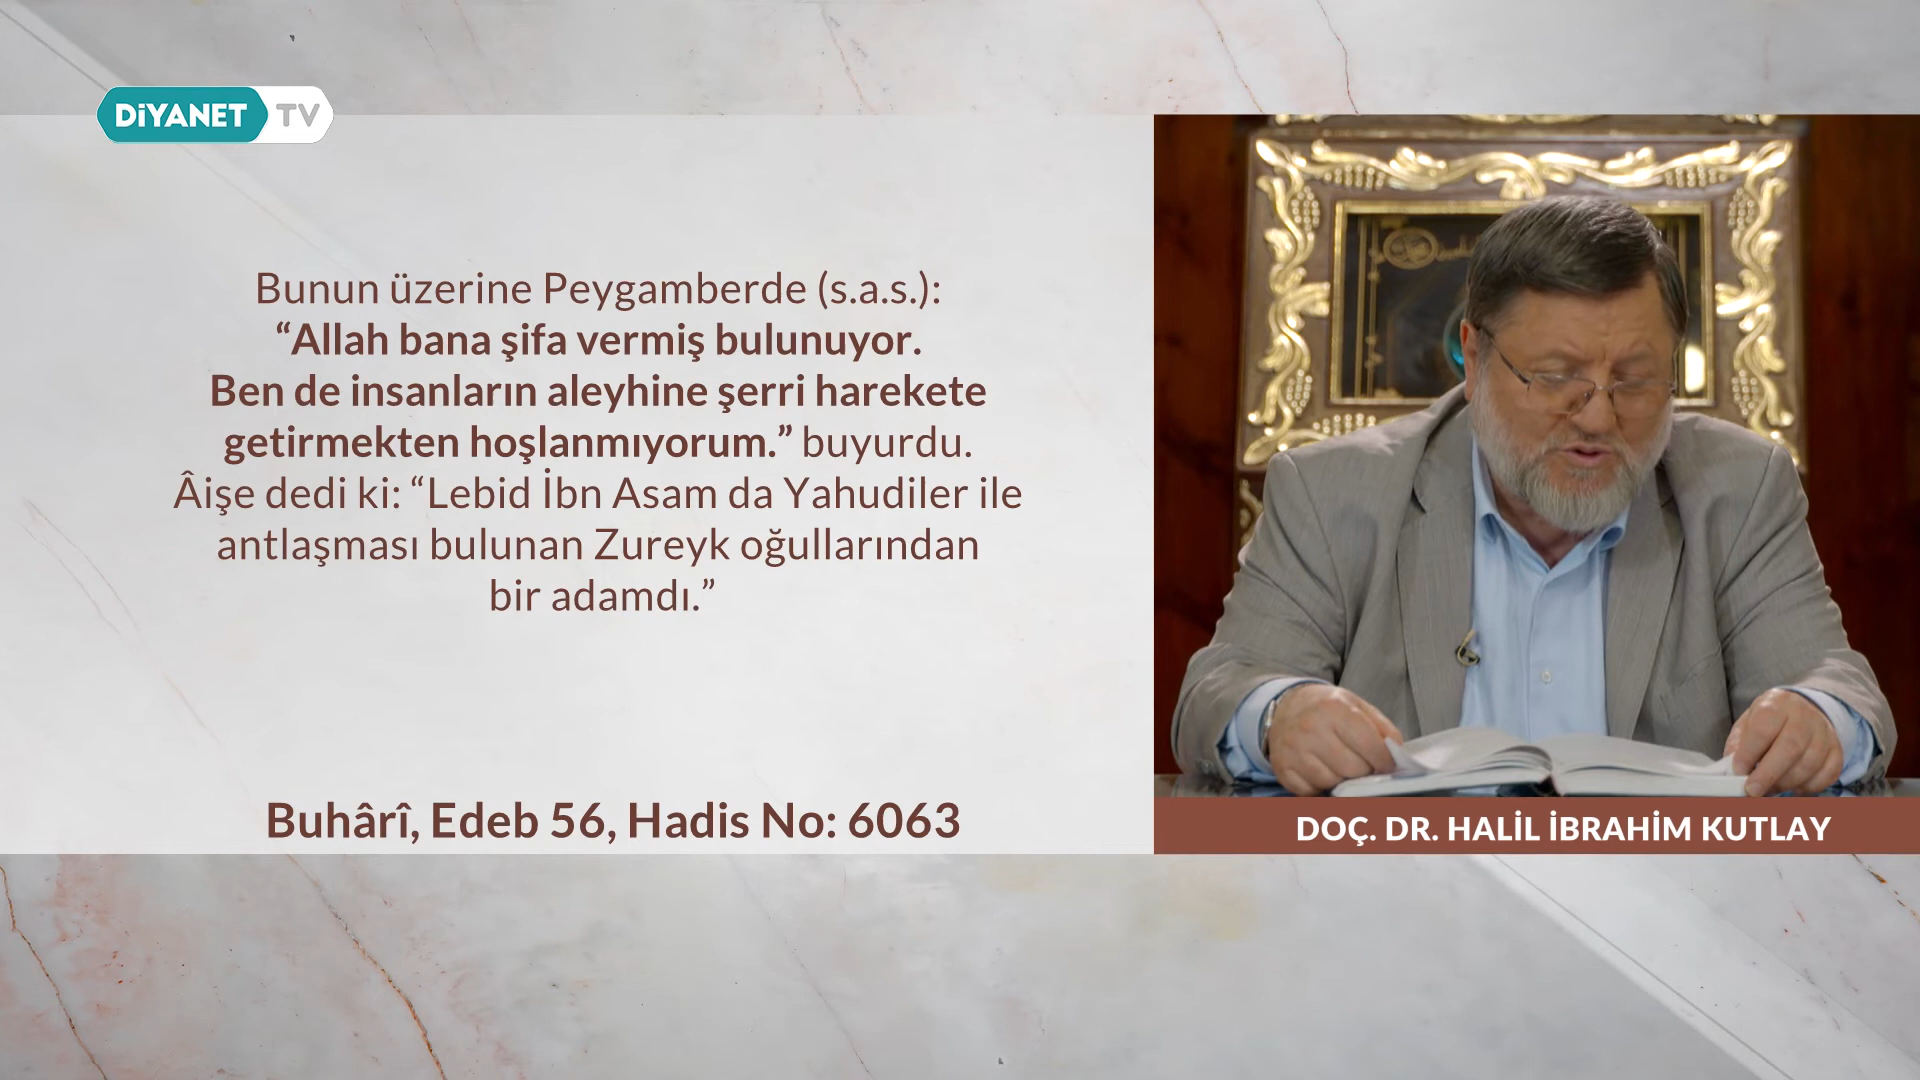 DiYANET TV
Bunun üzerine Peygamberde (s.a.s.):
“Allah bana şifa vermiş bulunuyor.
Ben de insanların aleyhine şerri harekete
getirmekten hoşlanmıyorum.” buyurdu.
Âişe dedi ki: “Lebid İbn Asam da Yahudiler ile
antlaşması bulunan Zureyk oğullarından
bir adamdı.”
Buhârî, Edeb 56, Hadis No: 6063
DOÇ. DR. HALİL İBRAHİM KUTLAY